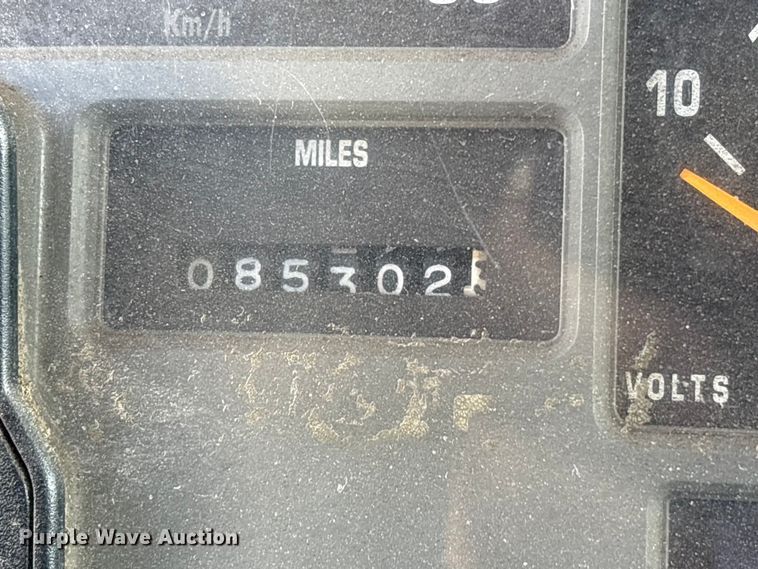 Km/h
10
MILES
085302
VOLTS
Purple Wave Auction